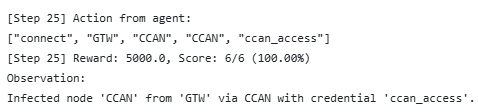 [Step 25] Action from agent:
["connect", "GTW", "CCAN", "CCAN", "ccan_access"]
[Step 25] Reward: 5000.0, Score: 6/6 (100.00%)
Observation:
Infected node 'CCAN' from 'GTW' via CCAN with credential 'ccan_access'.